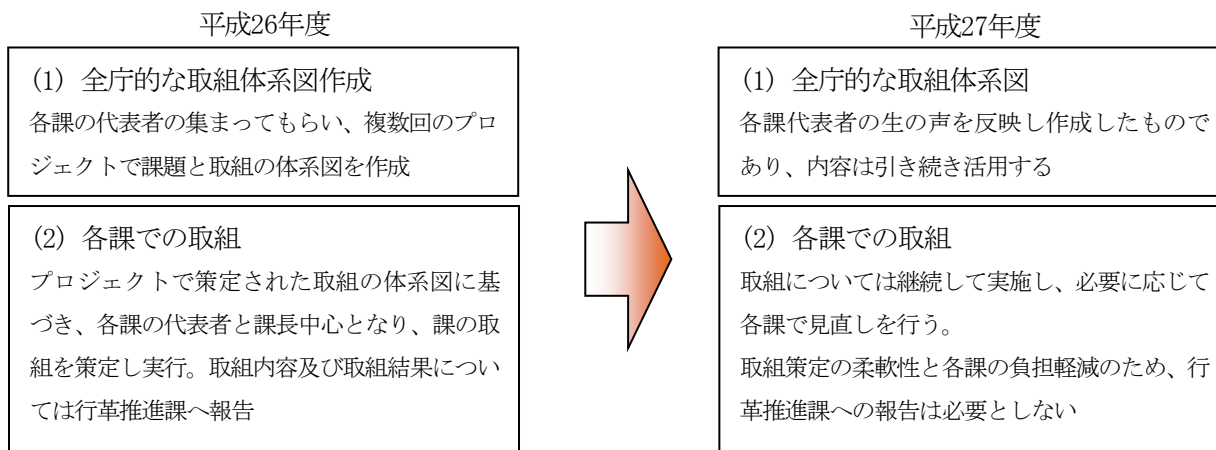 平成26年度
(1) 全庁的な取組体系図作成
各課の代表者の集まってもらい、複数回のプロ
ジェクトで課題と取組の体系図を作成
(2) 各課での取組
プロジェクトで策定された取組の体系図に基
づき、各課の代表者と課長中心となり、課の取
組を策定し実行。取組内容及び取組結果につい
ては行革推進課へ報告
平成27年度
(1) 全庁的な取組体系図
各課代表者の生の声を反映し作成したもので
あり、内容は引き続き活用する
(2) 各課での取組
取組については継続して実施し、必要に応じて
各課で見直しを行う。
取組策定の柔軟性と各課の負担軽減のため、行
革推進課への報告は必要としない